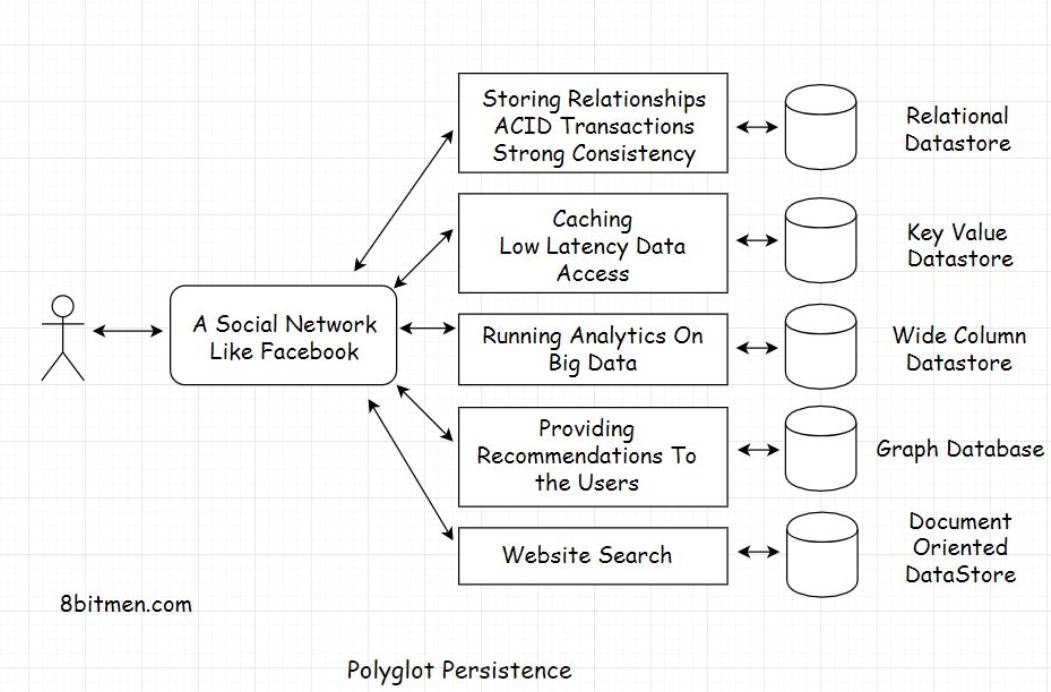 Storing Relationships
ACID Transactions
Strong Consistency
Relational
Datastore
Caching
Low Latency Data
Access
Key Value
Datastore
A Social Network
Like Facebook
Running Analytics On
Big Data
Wide Column
Datastore
Providing
Recommendations To
the Users
Graph Database
Website Search
Document
Oriented
DataStore
8bitmen.com
Polyglot Persistence